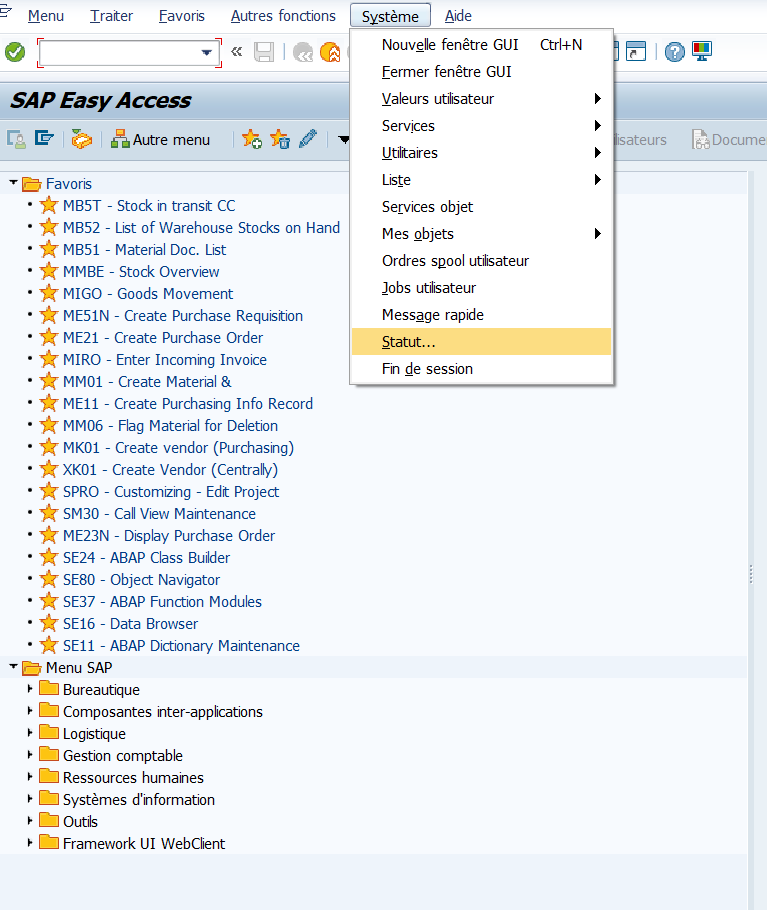 Menu Traiter Favoris Autres fonctions Système Aide
Nouvelle fenêtre GUI Ctrl+N
Fermer fenêtre GUI
Valeurs utilisateur
Services
Utilitaires
Liste
Services objet
Mes objets
Ordres spool utilisateur
Jobs utilisateur
Message rapide
Statut...
Fin de session
SAP Easy Access
Autre menu
Favoris
MB5T - Stock in transit CC
MB52 - List of Warehouse Stocks on Hand
MB51 - Material Doc. List
MMBE - Stock Overview
MIGO - Goods Movement
ME51N - Create Purchase Requisition
ME21 - Create Purchase Order
MIRO - Enter Incoming Invoice
MM01 - Create Material &
ME11 - Create Purchasing Info Record
MM06 - Flag Material for Deletion
MK01 - Create vendor (Purchasing)
XK01 - Create Vendor (Centrally)
SPRO - Customizing - Edit Project
SM30 - Call View Maintenance
ME23N - Display Purchase Order
SE24 - ABAP Class Builder
SE80 - Object Navigator
SE37 - ABAP Function Modules
SE16 - Data Browser
SE11 - ABAP Dictionary Maintenance
Menu SAP
Bureautique
Composantes inter-applications
Logistique
Gestion comptable
Ressources humaines
Systèmes d'information
Outils
Framework UI WebClient